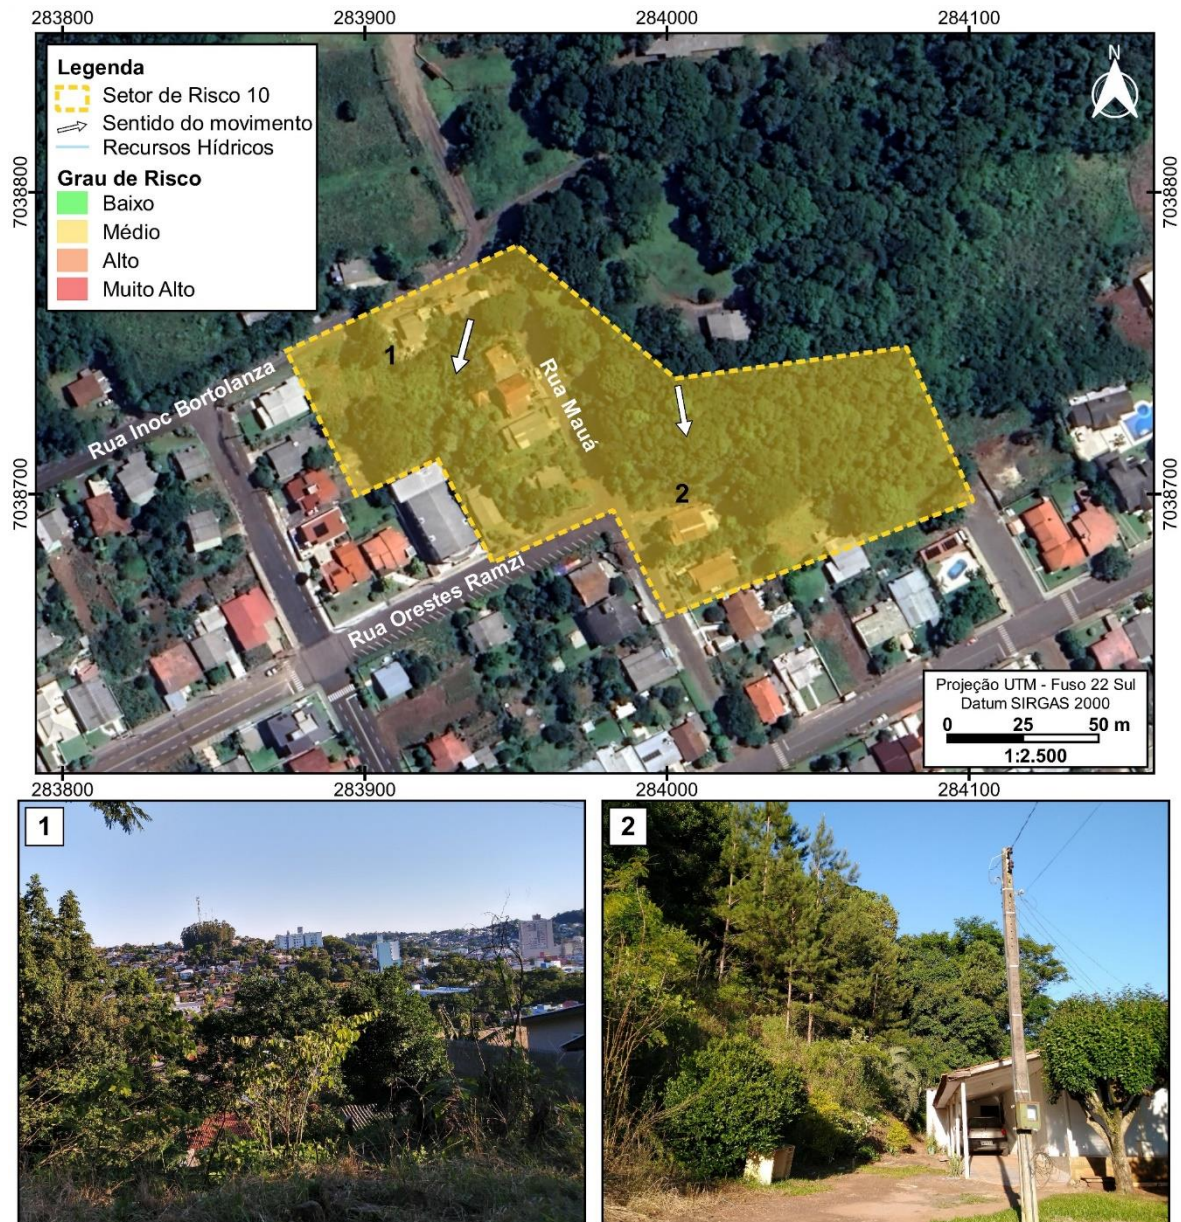 283800 283900 284000 284100
Legenda
Setor de Risco 10
Sentido do movimento
Recursos Hídricos
Grau de Risco
Baixo
Médio
Alto
Muito Alto
N
7038800
7038800
1
Rua Inoc Bortolanza
Rua Mauá
2
7038700
7038700
Rua Orestes Ramzi
Projeção UTM - Fuso 22 Sul
Datum SIRGAS 2000
0 25 50 m
1:2.500
283800 283900 284000 284100
1
2